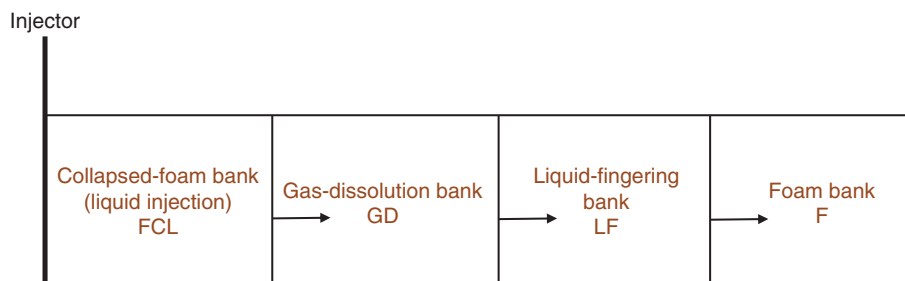 Injector
Collapsed-foam bank
(liquid injection)
FCL
Gas-dissolution bank
GD
Liquid-fingering
bank
LF
Foam bank
F